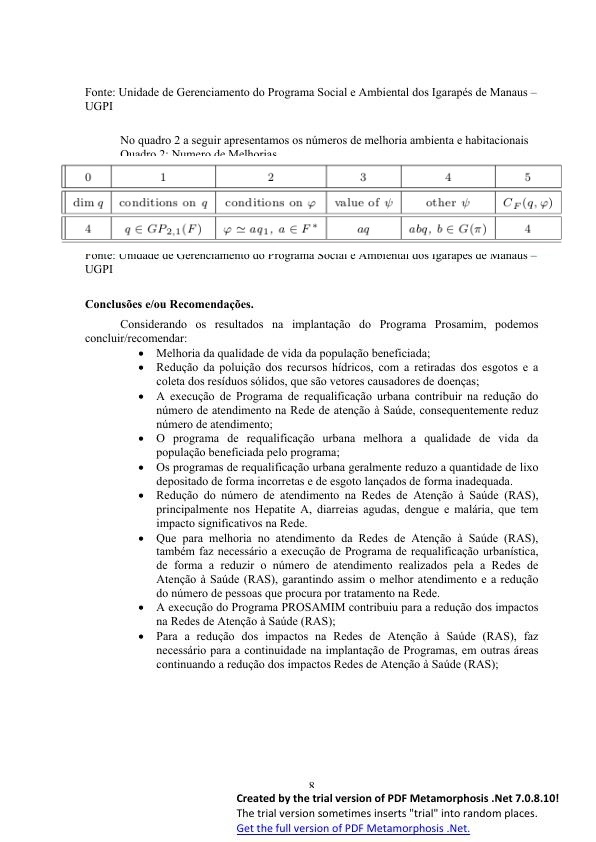 Fonte: Unidade de Gerenciamento do Programa Social e Ambiental dos Igarapés de Manaus –
UGPI
No quadro 2 a seguir apresentamos os números de melhoria ambienta e habitacionais
Quadro 2: Numero de Melhorias
0 1 2 3 4 5
dim q conditions on q conditions on φ value of ψ other ψ C_F(q, φ)
4 q ∈ GP_{2,1}(F) φ ≃ aq_1, a ∈ F* aq abq, b ∈ G(π) 4
Fonte: Unidade de Gerenciamento do Programa Social e Ambiental dos Igarapés de Manaus –
UGPI
Conclusões e/ou Recomendações.
Considerando os resultados na implantação do Programa Prosamim, podemos
concluir/recomendar:
• Melhoria da qualidade de vida da população beneficiada;
• Redução da poluição dos recursos hídricos, com a retiradas dos esgotos e a
coleta dos resíduos sólidos, que são vetores causadores de doenças;
• A execução de Programa de requalificação urbana contribuir na redução do
número de atendimento na Rede de atenção à Saúde, consequentemente reduz
número de atendimento;
• O programa de requalificação urbana melhora a qualidade de vida da
população beneficiada pelo programa;
• Os programas de requalificação urbana geralmente reduzo a quantidade de lixo
depositado de forma incorretas e de esgoto lançados de forma inadequada.
• Redução do número de atendimento na Redes de Atenção à Saúde (RAS),
principalmente nos Hepatite A, diarreias agudas, dengue e malária, que tem
impacto significativos na Rede.
• Que para melhoria no atendimento da Redes de Atenção à Saúde (RAS),
também faz necessário a execução de Programa de requalificação urbanística,
de forma a reduzir o número de atendimento realizados pela a Redes de
Atenção à Saúde (RAS), garantindo assim o melhor atendimento e a redução
do número de pessoas que procura por tratamento na Rede.
• A execução do Programa PROSAMIM contribuiu para a redução dos impactos
na Redes de Atenção à Saúde (RAS);
• Para a redução dos impactos na Redes de Atenção à Saúde (RAS), faz
necessário para a continuidade na implantação de Programas, em outras áreas
continuando a redução dos impactos Redes de Atenção à Saúde (RAS);
8
Created by the trial version of PDF Metamorphosis .Net 7.0.8.10!
The trial version sometimes inserts "trial" into random places.
Get the full version of PDF Metamorphosis .Net.